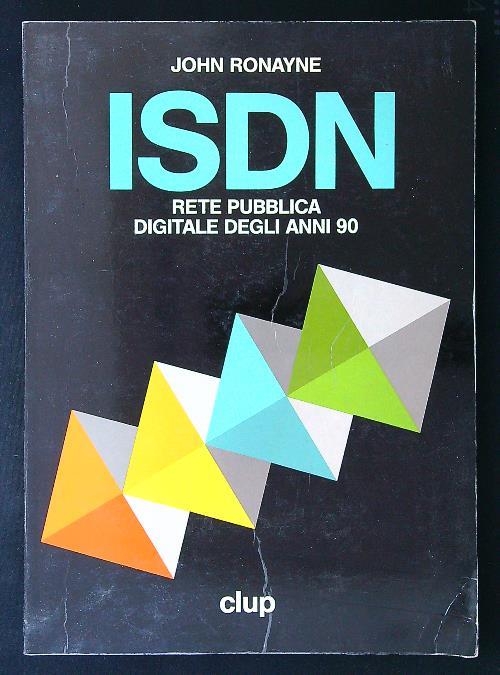 JOHN RONAYNE
ISDN
RETE PUBBLICA
DIGITALE DEGLI ANNI 90
clup